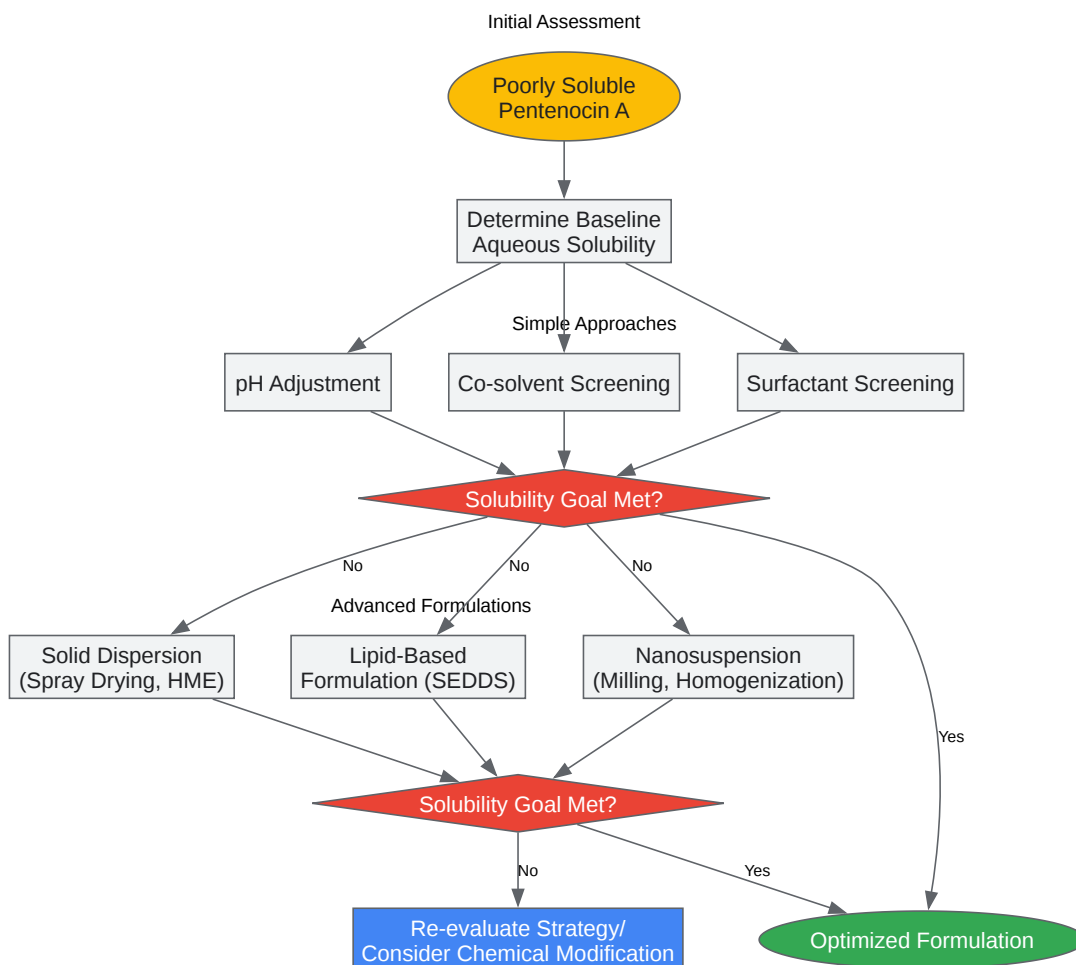 Initial Assessment
Poorly Soluble
Pentenocin A
Determine Baseline
Aqueous Solubility
Simple Approaches
pH Adjustment
Co-solvent Screening
Surfactant Screening
Solubility Goal Met?
No
No
No
Yes
Advanced Formulations
Solid Dispersion
(Spray Drying, HME)
Lipid-Based
Formulation (SEDDS)
Nanosuspension
(Milling, Homogenization)
Solubility Goal Met?
No
Yes
Re-evaluate Strategy/
Consider Chemical Modification
Optimized Formulation